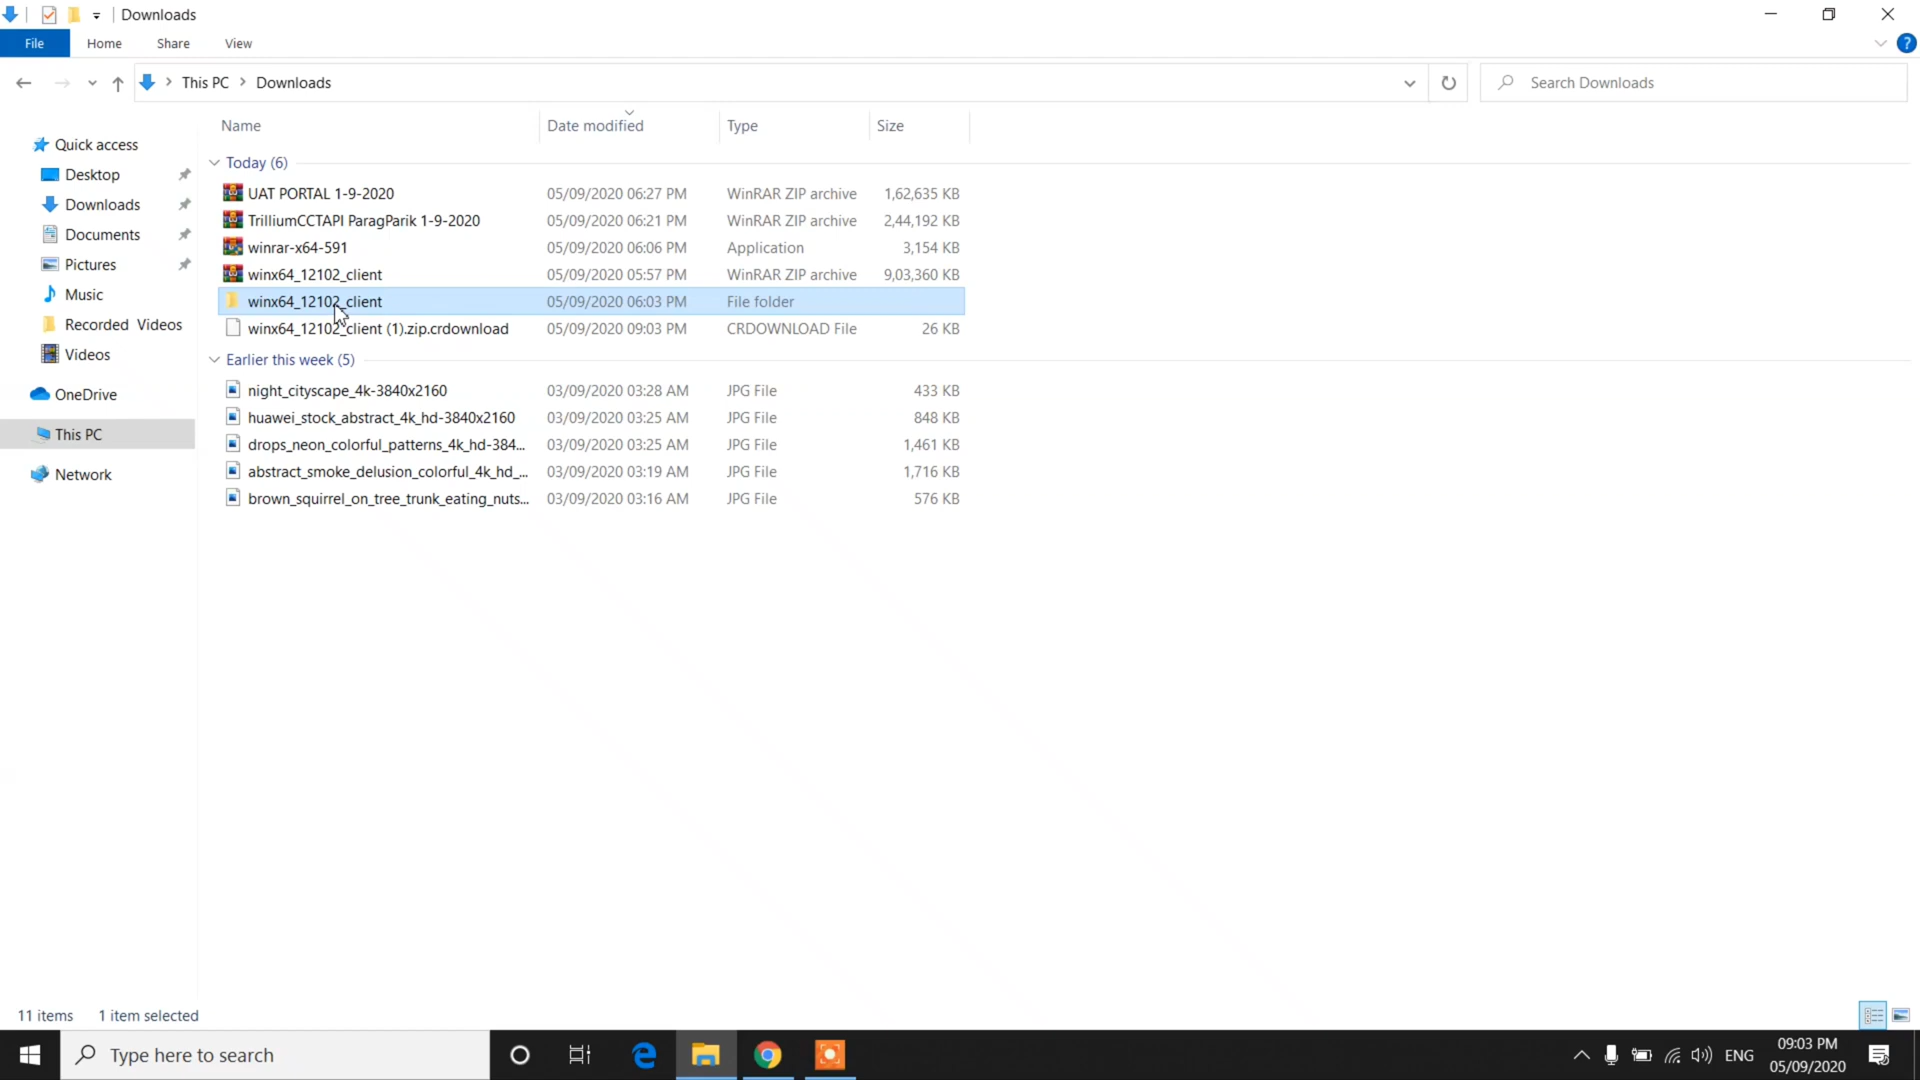 Downloads
File Home Share View
This PC Downloads
Search Downloads
Name Date modified Type Size
Quick access
Desktop
Downloads
Documents
Pictures
Music
Recorded Videos
Videos
OneDrive
This PC
Network
Today (6)
UAT PORTAL 1-9-2020 05/09/2020 06:27 PM WinRAR ZIP archive 1,62,635 KB
TrilliumCCTAPI ParagParik 1-9-2020 05/09/2020 06:21 PM WinRAR ZIP archive 2,44,192 KB
winrar-x64-591 05/09/2020 06:06 PM Application 3,154 KB
winx64_12102_client 05/09/2020 05:57 PM WinRAR ZIP archive 9,03,360 KB
winx64_12102_client 05/09/2020 06:03 PM File folder
winx64_12102_client (1).zip.crdownload 05/09/2020 09:03 PM CRDOWNLOAD File 26 KB
Earlier this week (5)
night_cityscape_4k-3840x2160 03/09/2020 03:28 AM JPG File 433 KB
huawei_stock_abstract_4k_hd-3840x2160 03/09/2020 03:25 AM JPG File 848 KB
drops_neon_colorful_patterns_4k_hd-384... 03/09/2020 03:25 AM JPG File 1,461 KB
abstract_smoke_delusion_colorful_4k_hd_... 03/09/2020 03:19 AM JPG File 1,716 KB
brown_squirrel_on_tree_trunk_eating_nuts... 03/09/2020 03:16 AM JPG File 576 KB
11 items 1 item selected
Type here to search
ENG
09:03 PM
05/09/2020